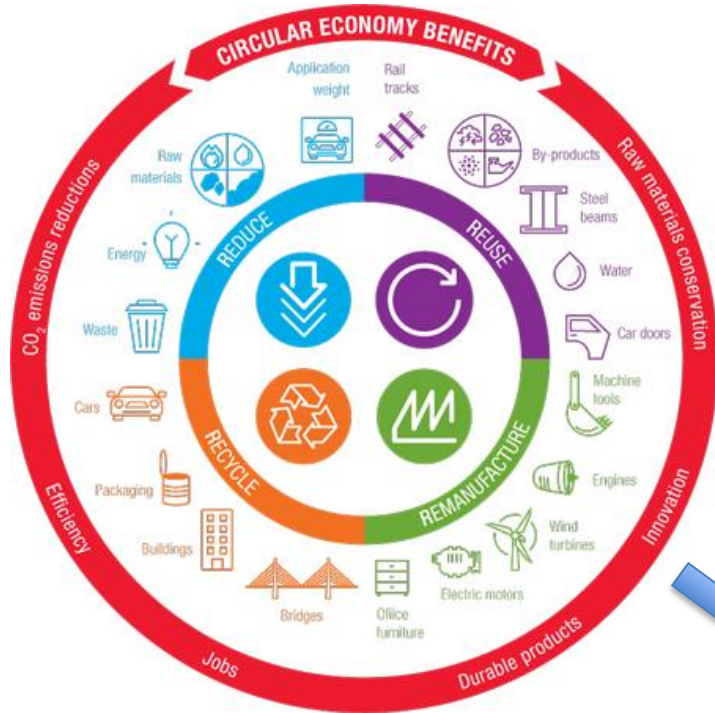 CIRCULAR ECONOMY BENEFITS
Raw materials conservation
Innovation
Durable products
Jobs
Efficiency
CO2 emissions reductions
REDUCE
Application
weight
Raw
materials
Energy
Waste
REUSE
Rail
tracks
By-products
Steel
beams
Water
Car doors
REMANUFACTURE
Machine
tools
Engines
Wind
turbines
Electric motors
Office
furniture
RECYCLE
Cars
Packaging
Buildings
Bridges